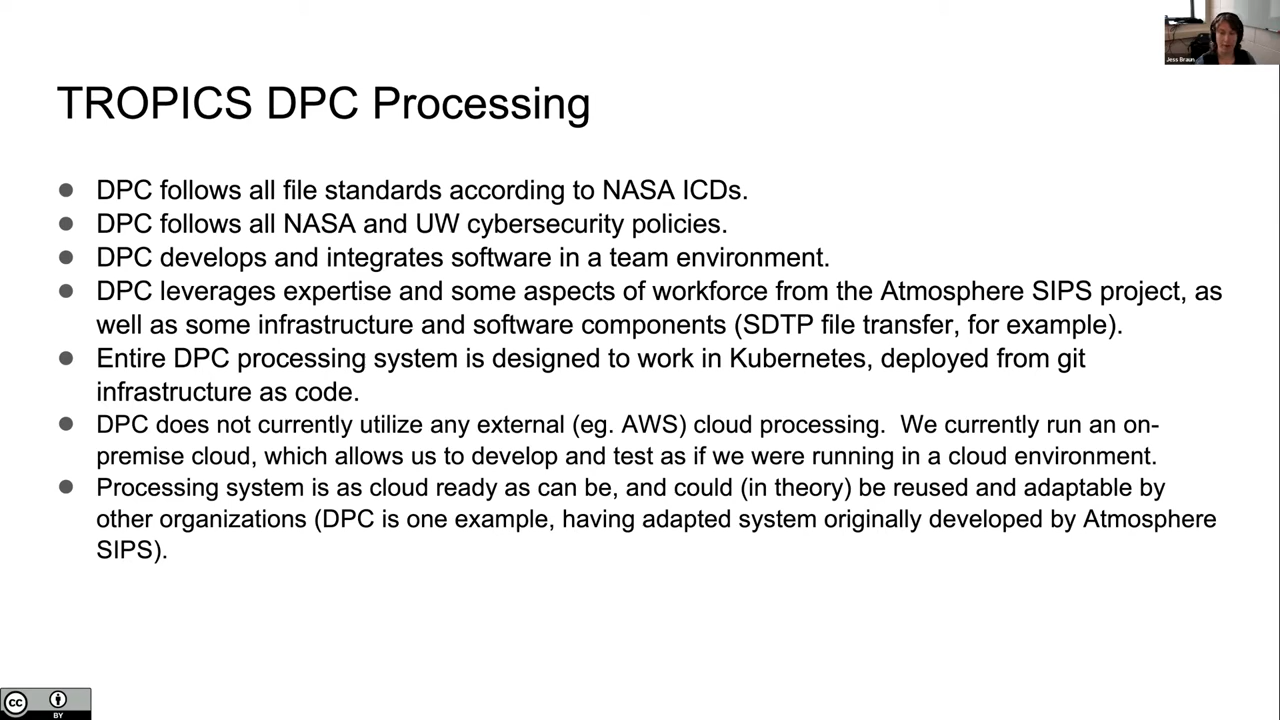 Jess Braun
TROPICS DPC Processing
● DPC follows all file standards according to NASA ICDs.
● DPC follows all NASA and UW cybersecurity policies.
● DPC develops and integrates software in a team environment.
● DPC leverages expertise and some aspects of workforce from the Atmosphere SIPS project, as
well as some infrastructure and software components (SDTP file transfer, for example).
● Entire DPC processing system is designed to work in Kubernetes, deployed from git
infrastructure as code.
● DPC does not currently utilize any external (eg. AWS) cloud processing.  We currently run an on-
premise cloud, which allows us to develop and test as if we were running in a cloud environment.
● Processing system is as cloud ready as can be, and could (in theory) be reused and adaptable by
other organizations (DPC is one example, having adapted system originally developed by Atmosphere
SIPS).
cc
BY